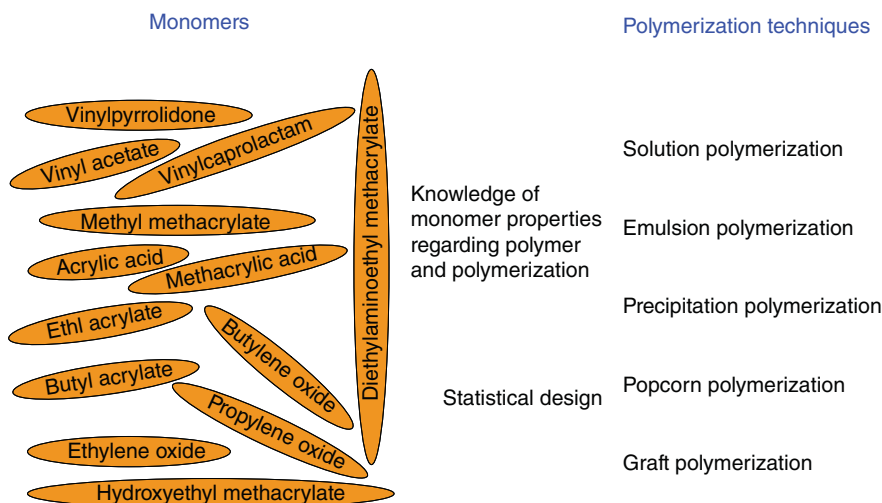 Monomers
Polymerization techniques
Vinylpyrrolidone
Vinyl acetate
Vinylcaprolactam
Methyl methacrylate
Acrylic acid
Methacrylic acid
Ethl acrylate
Butylene oxide
Butyl acrylate
Propylene oxide
Ethylene oxide
Hydroxyethyl methacrylate
Diethylaminoethyl methacrylate
Knowledge of
monomer properties
regarding polymer
and polymerization
Statistical design
Solution polymerization
Emulsion polymerization
Precipitation polymerization
Popcorn polymerization
Graft polymerization